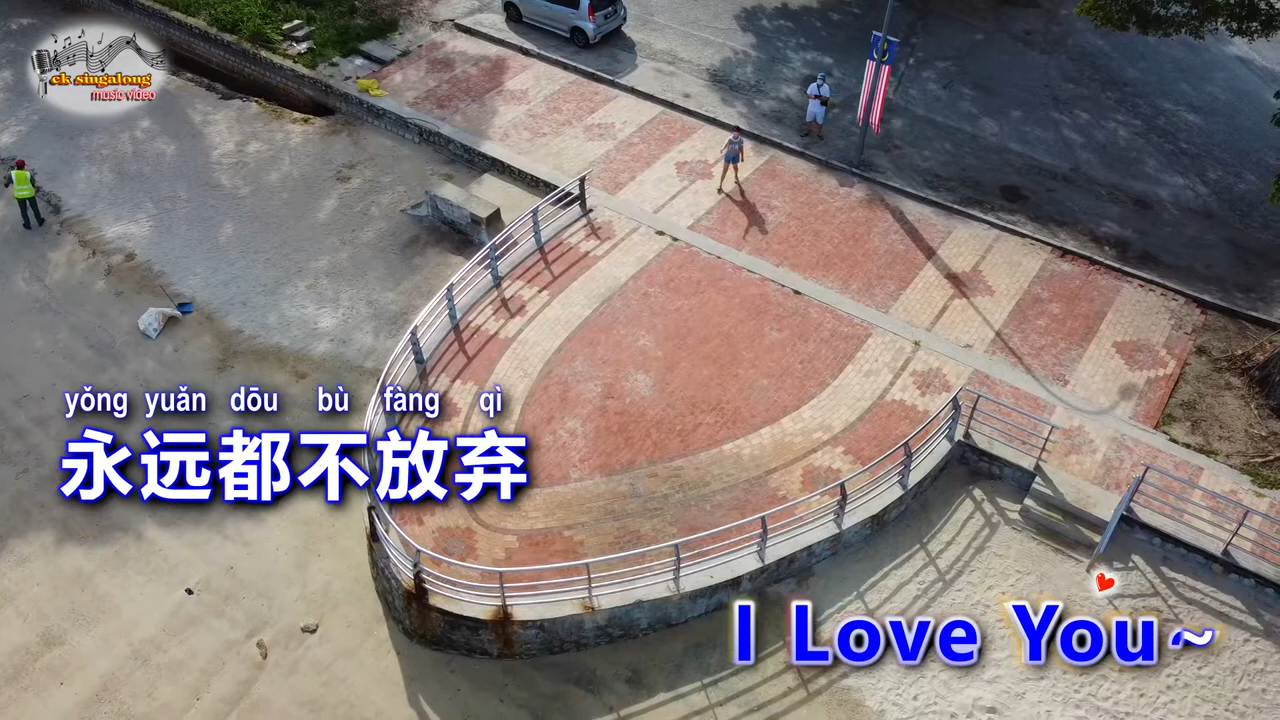 ck singalong
music video
yǒng yuǎn dōu bù fàng qì
永远都不放弃
I Love You~